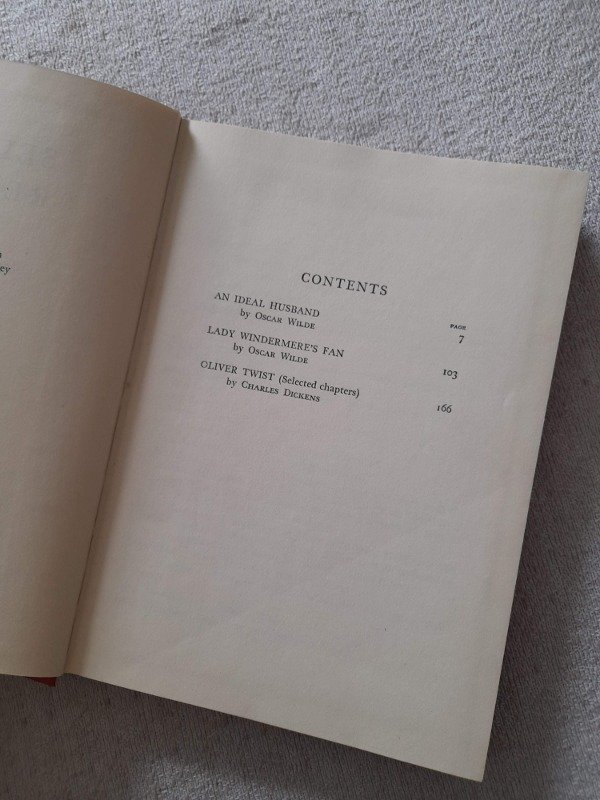 ey
CONTENTS
PAGE
AN IDEAL HUSBAND
by OSCAR WILDE 7
LADY WINDERMERE'S FAN
by OSCAR WILDE 103
OLIVER TWIST (Selected chapters)
by CHARLES DICKENS 166